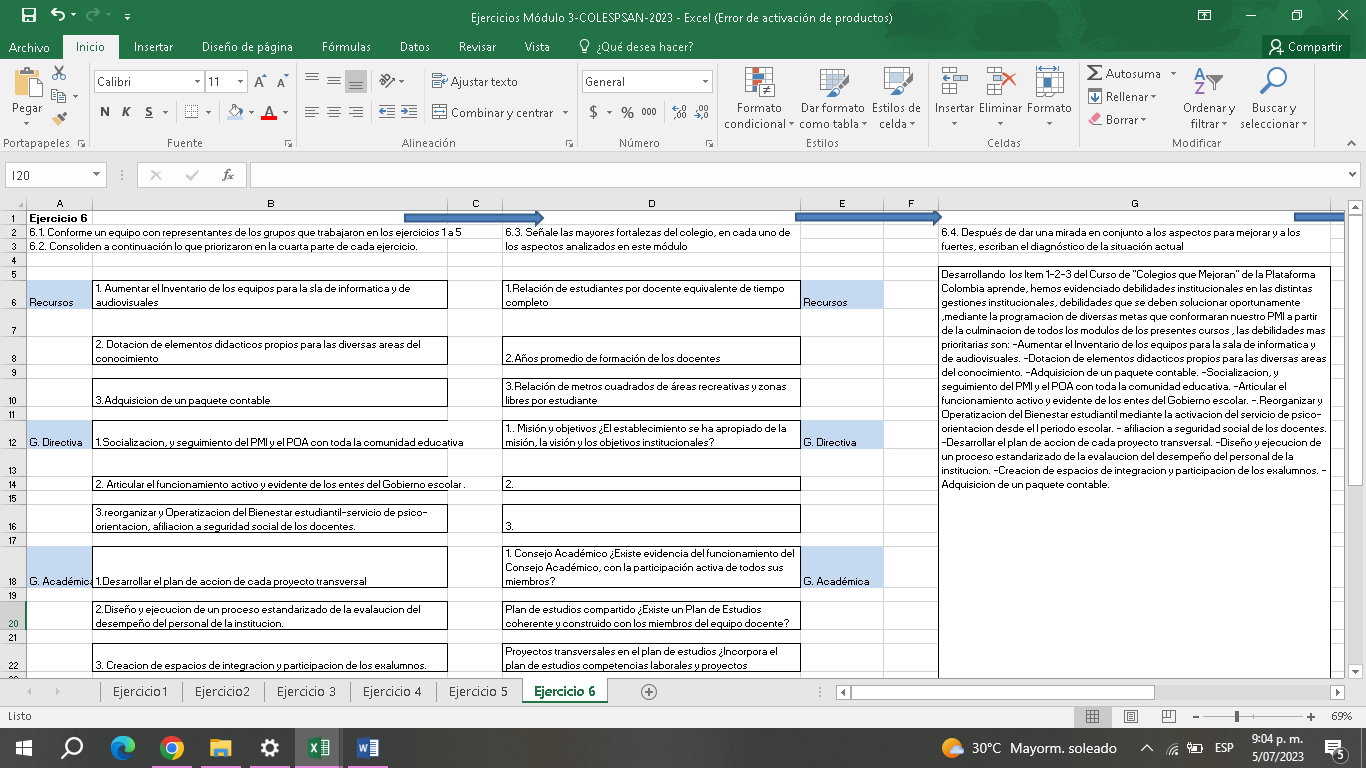 Ejercicios Módulo 3-COLESPSAN-2023 - Excel (Error de activación de productos)
Archivo Inicio Insertar Diseño de página Fórmulas Datos Revisar Vista ¿Qué desea hacer? Compartir
Pegar
Calibri 11
Ajustar texto
General
N K S
Combinar y centrar
$ % 000
Formato condicional
Dar formato como tabla
Estilos de celda
Insertar Eliminar Formato
Autosuma
Rellenar
Borrar
Ordenar y filtrar
Buscar y seleccionar
Portapapeles Fuente Alineación Número Estilos Celdas Modificar
I20 fx
A B C D E F G
1 Ejercicio 6
2 6.1. Conforme un equipo con representantes de los grupos que trabajaron en los ejercicios 1 a 5
3 6.2. Consoliden a continuación lo que priorizaron en la cuarta parte de cada ejercicio.
6.3. Señale las mayores fortalezas del colegio, en cada uno de
los aspectos analizados en este módulo
6.4. Después de dar una mirada en conjunto a los aspectos para mejorar y a los
fuertes, escriban el diagnóstico de la situación actual
4
5
6 Recursos
1. Aumentar el Inventario de los equipos para la sla de informatica y de
audiovisuales
1.Relación de estudiantes por docente equivalente de tiempo
completo
Recursos
7
8
2. Dotacion de elementos didacticos propios para las diversas areas del
conocimiento
2.Años promedio de formación de los docentes
9
10
3.Adquisicion de un paquete contable
3.Relación de metros cuadrados de áreas recreativas y zonas
libres por estudiante
11
12 G. Directiva
1.Socializacion, y seiguimiento del PMI y el POA con toda la comunidad educativa
1.. Misión y objetivos ¿El establecimiento se ha apropiado de la
misión, la visión y los objetivos institucionales?
G. Directiva
13
14
2. Articular el funcionamiento activo y evidente de los entes del Gobierno escolar .
2.
15
16
3.reorganizar y Operatizacion del Bienestar estudiantil-servicio de psico-
orientacion, afiliacion a seguridad social de los docentes.
3.
17
18 G. Académica
1.Desarrollar el plan de accion de cada proyecto transversal
1. Consejo Académico ¿Existe evidencia del funcionamiento del
Consejo Académico, con la participación activa de todos sus
miembros?
G. Académica
19
20
2.Diseño y ejecucion de un proceso estandarizado de la evalaucion del
desempeño del personal de la institucion.
Plan de estudios compartido ¿Existe un Plan de Estudios
coherente y construido con los miembros del equipo docente?
21
22
3. Creacion de espacios de integracion y participacion de los exalumnos.
Proyectos transversales en el plan de estudios ¿Incorpora el
plan de estudios competencias laborales y proyectos
Desarrollando los Item 1-2-3 del Curso de "Colegios que Mejoran" de la Plataforma
Colombia aprende, hemos evidenciado debilidades institucionales en las distintas
gestiones institucionales, debilidades que se deben solucionar oportunamente
,mediante la programacion de diversas metas que conformaran nuestro PMI a partir
de la culminacion de todos los modulos de los presentes cursos , las debilidades mas
prioritarias son: -Aumentar el Inventario de los equipos para la sala de informatica y
de audiovisuales. -Dotacion de elementos didacticos propios para las diversas areas
del conocimiento. -Adquisicion de un paquete contable. -Socializacion, y
seiguimiento del PMI y el POA con toda la comunidad educativa. -Articular el
funcionamiento activo y evidente de los entes del Gobierno escolar. -.Reorganizar y
Operatizacion del Bienestar estudiantil mediante la activacion del servicio de psico-
orientacion desde el I periodo escolar. - afiliacion a seguridad social de los docentes.
-Desarrollar el plan de accion de cada proyecto transversal. -Diseño y ejecucion de
un proceso estandarizado de la evalaucion del desempeño del personal de la
institucion. -Creacion de espacios de integracion y participacion de los exalumnos. -
Adquisicion de un paquete contable.
Ejercicio1 Ejercicio2 Ejercicio 3 Ejercicio 4 Ejercicio 5 Ejercicio 6
Listo 69%
30°C Mayorm. soleado ESP
9:04 p. m.
5/07/2023
5